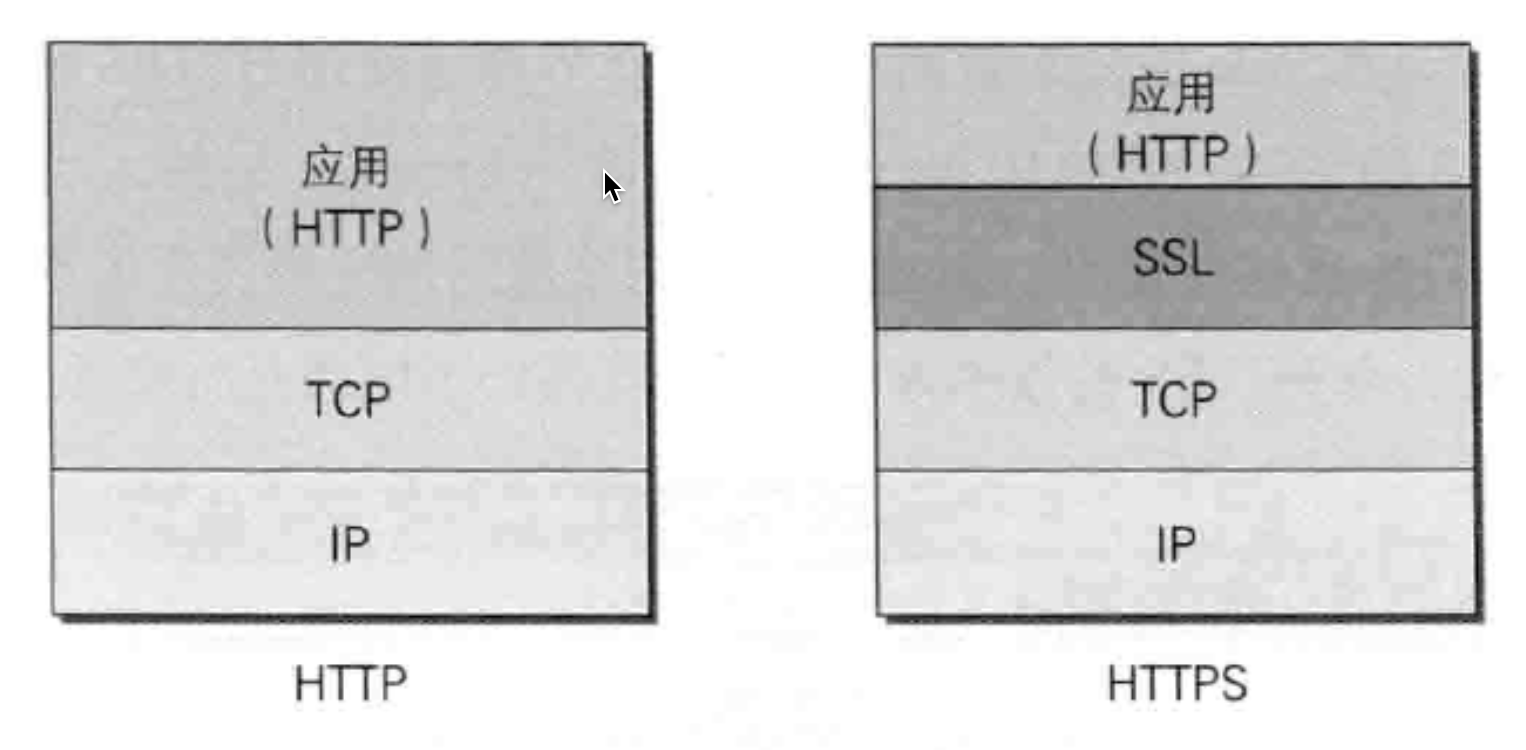 应用
( HTTP )
TCP
IP
HTTP
应用
( HTTP )
SSL
TCP
IP
HTTPS